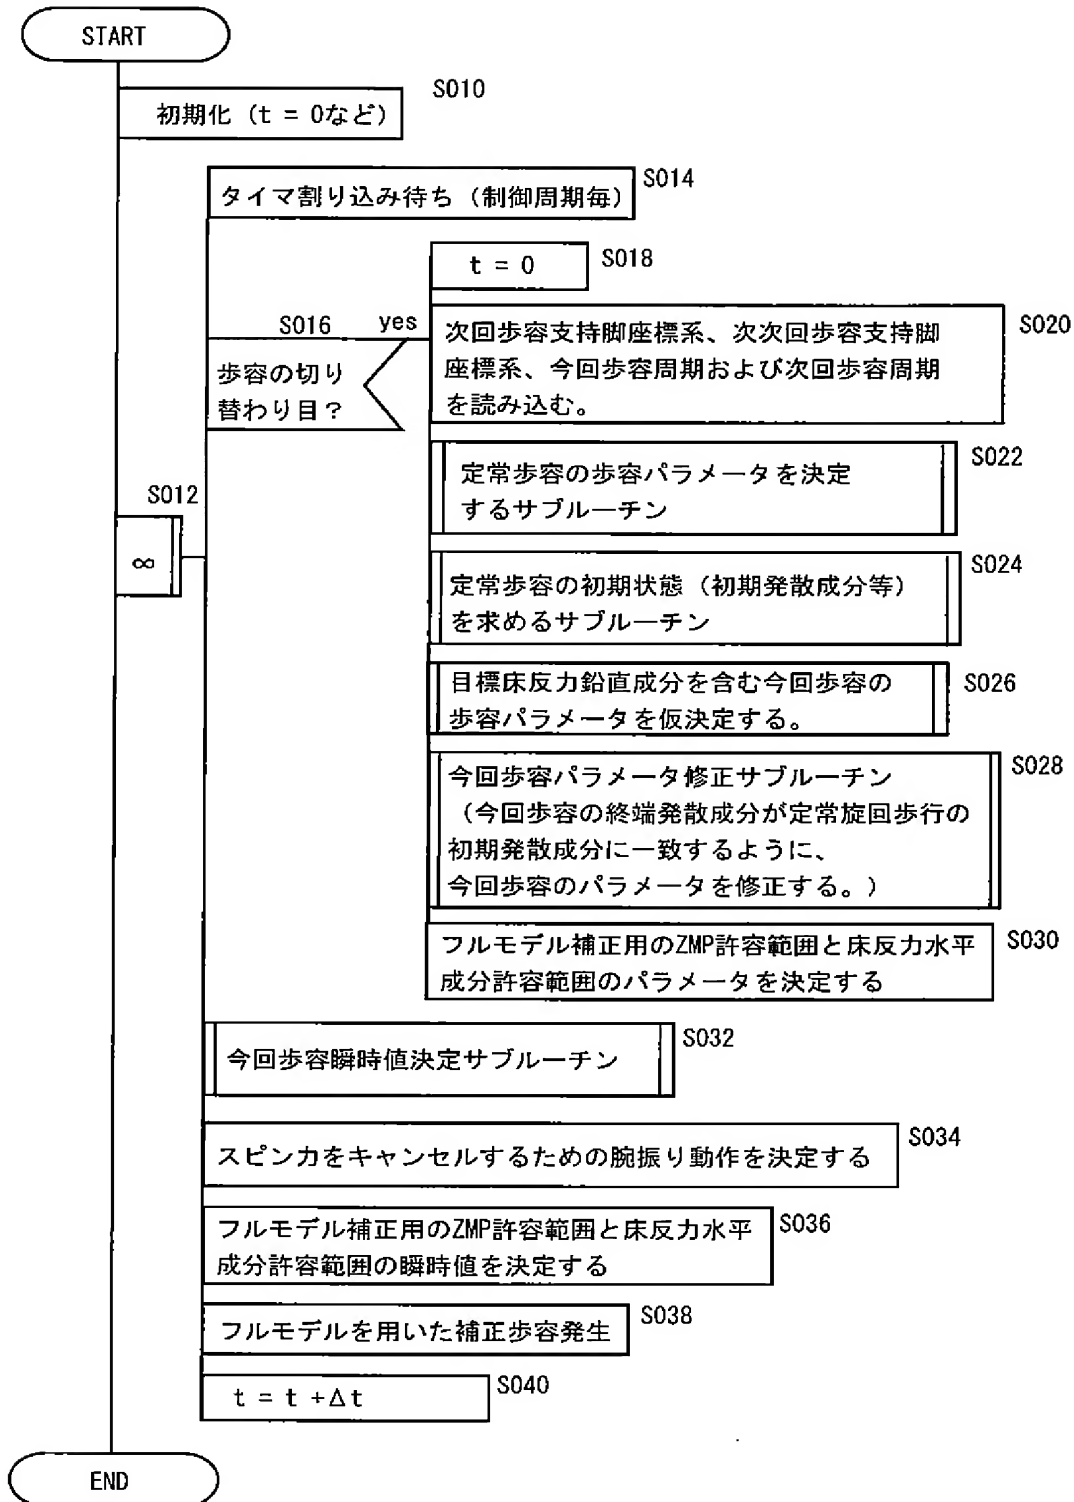 START
S010
初期化 (t = 0など)
S014
タイマ割り込み待ち (制御周期毎)
t = 0
S018
S016
yes
歩容の切り
替わり目?
S020
次回歩容支持脚座標系、次次回歩容支持脚
座標系、今回歩容周期および次回歩容周期
を読み込む。
S022
定常歩容の歩容パラメータを決定
するサブルーチン
S012
∞
S024
定常歩容の初期状態 (初期発散成分等)
を求めるサブルーチン
S026
目標床反力鉛直成分を含む今回歩容の
歩容パラメータを仮決定する。
S028
今回歩容パラメータ修正サブルーチン
(今回歩容の終端発散成分が定常旋回歩行の
初期発散成分に一致するように、
今回歩容のパラメータを修正する。)
S030
フルモデル補正用のZMP許容範囲と床反力水平
成分許容範囲のパラメータを決定する
S032
今回歩容瞬時値決定サブルーチン
S034
スピン力をキャンセルするための腕振り動作を決定する
S036
フルモデル補正用のZMP許容範囲と床反力水平
成分許容範囲の瞬時値を決定する
S038
フルモデルを用いた補正歩容発生
S040
t = t +Δt
END